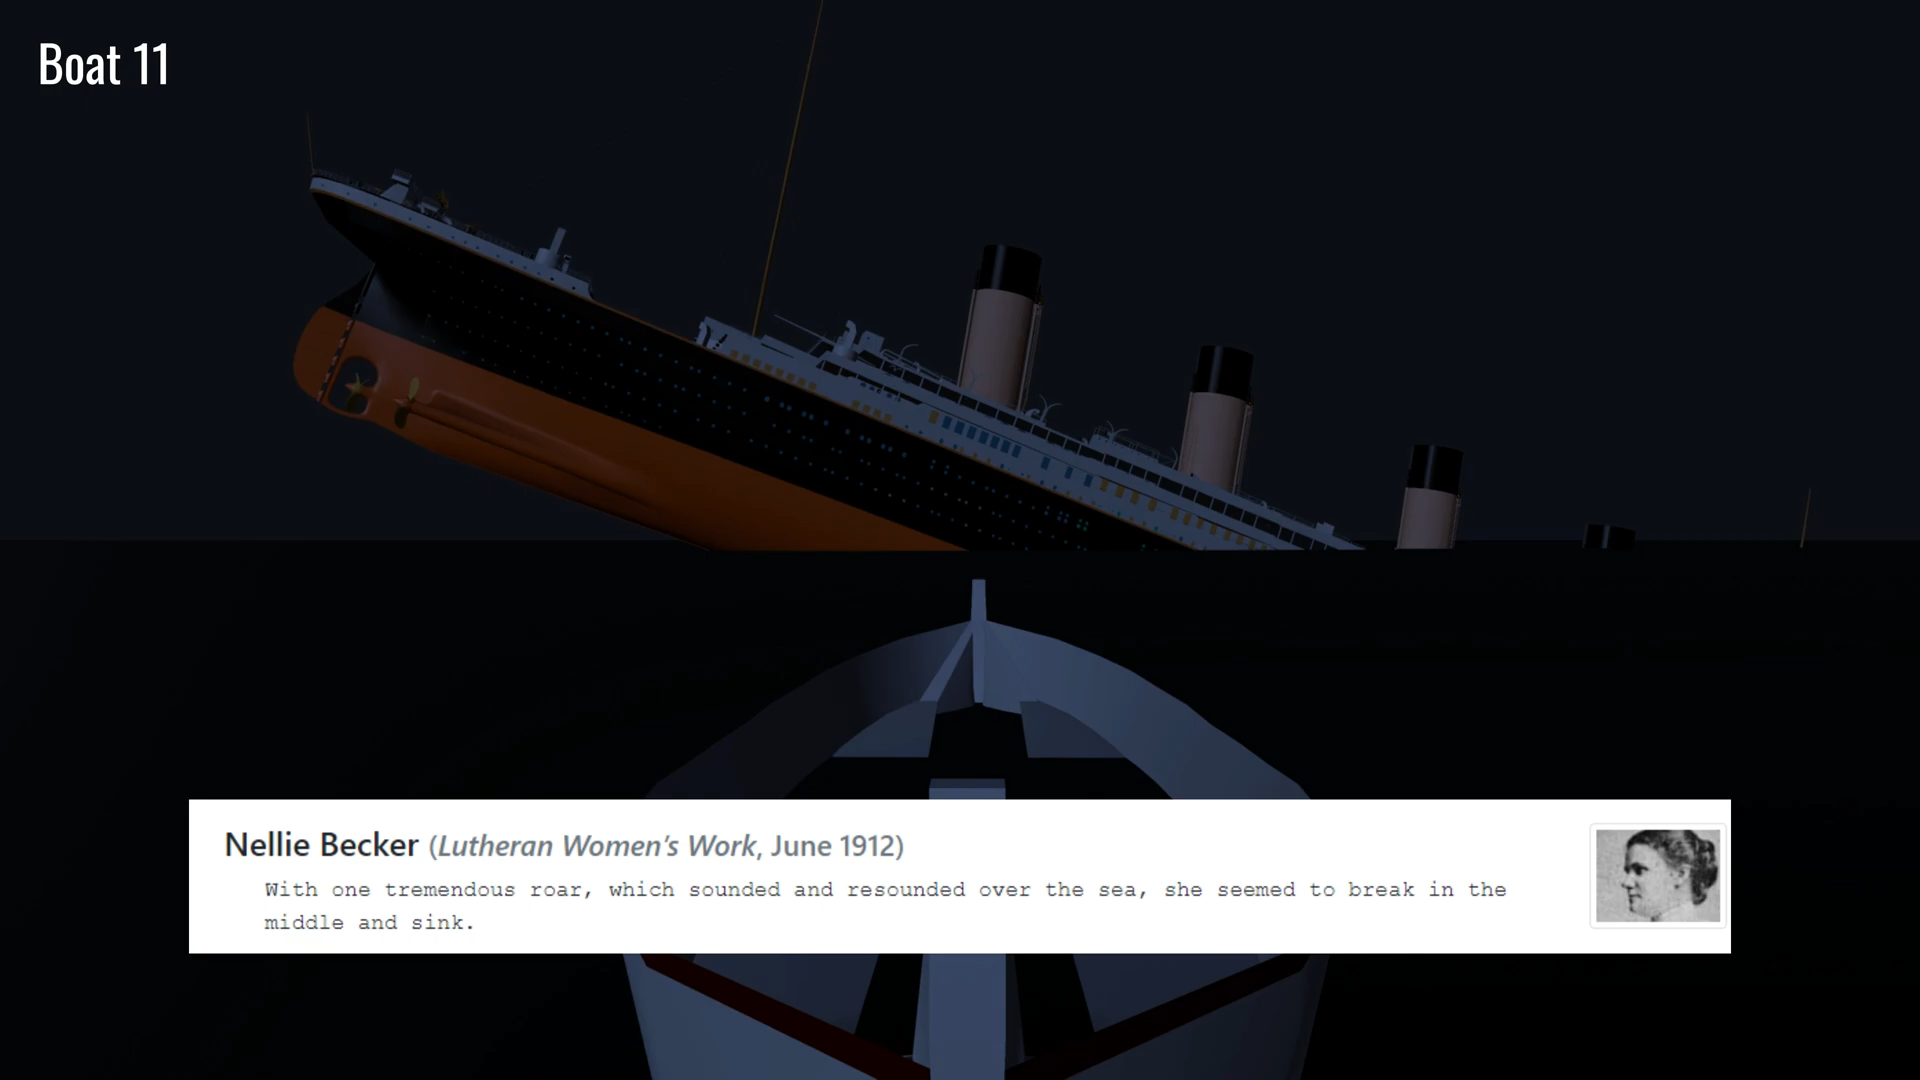 Boat 11
Nellie Becker (Lutheran Women's Work, June 1912)
With one tremendous roar, which sounded and resounded over the sea, she seemed to break in the
middle and sink.